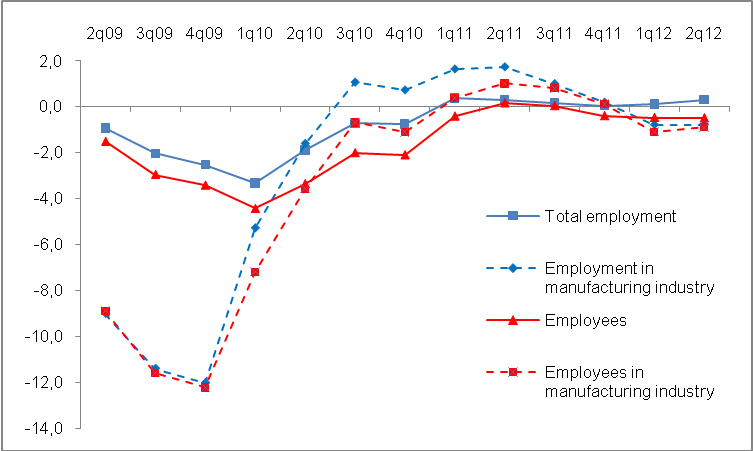 2q09 3q09 4q09 1q10 2q10 3q10 4q10 1q11 2q11 3q11 4q11 1q12 2q12
2,0
0,0
-2,0
-4,0
-6,0
-8,0
-10,0
-12,0
-14,0
Total employment
Employment in
manufacturing industry
Employees
Employees in
manufacturing industry